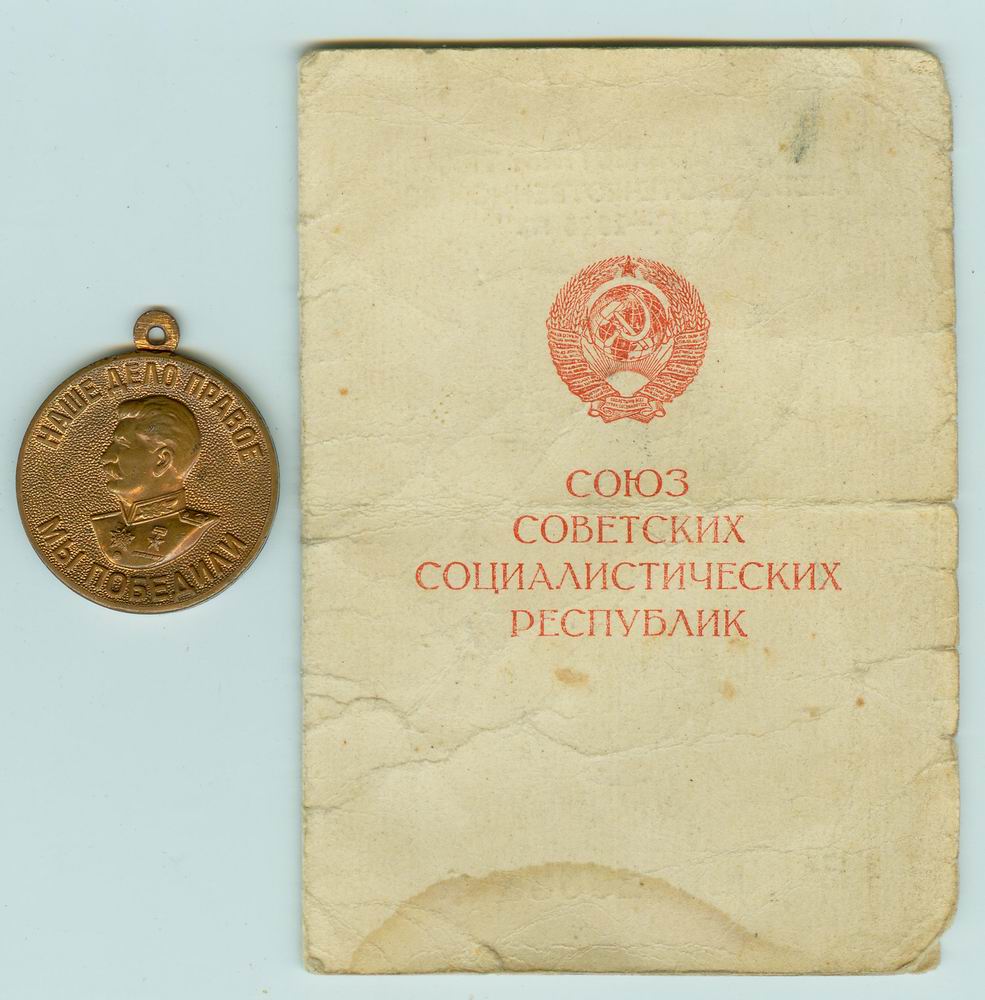 НАШЕ ДЕЛО ПРАВОЕ
МЫ ПОБЕДИЛИ
СОЮЗ
СОВЕТСКИХ
СОЦИАЛИСТИЧЕСКИХ
РЕСПУБЛИК